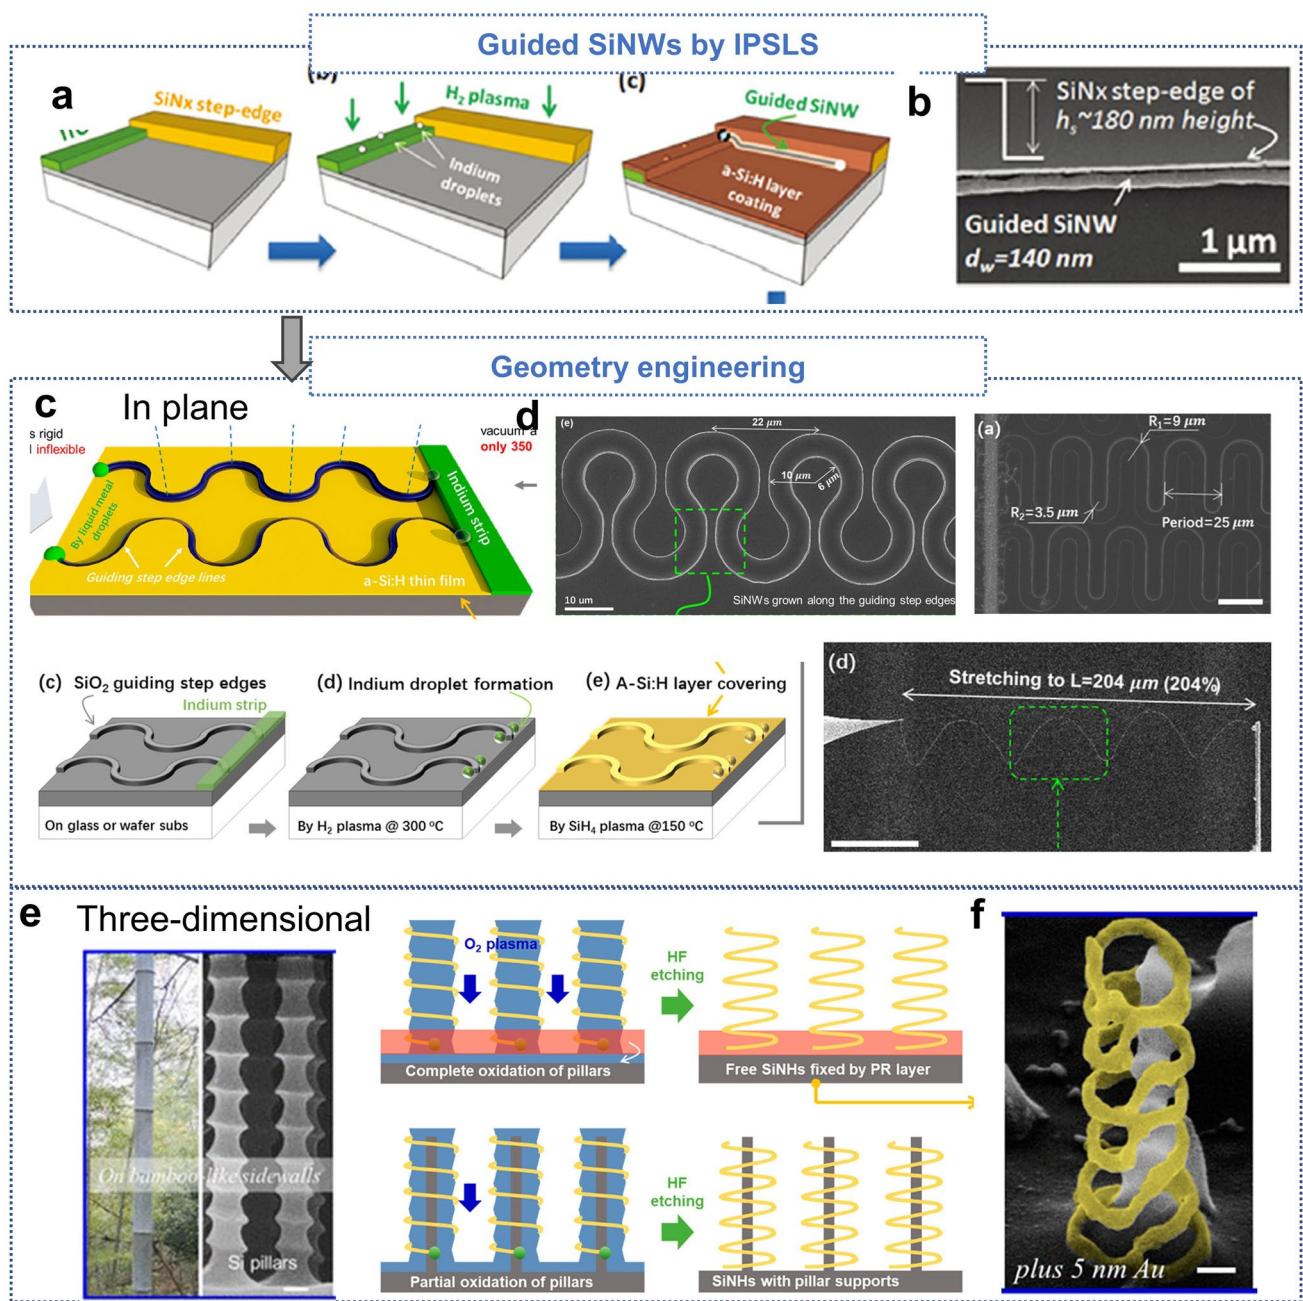 Guided SiNWs by IPSLS
a
SiNx step-edge
(b)
H₂ plasma
Indium
droplets
(c)
Guided SiNW
a-Si:H layer
coating
b
SiNx step-edge of
hₛ~180 nm height
Guided SiNW
d_w=140 nm
1 µm
Geometry engineering
c
In plane
s rigid
inflexible
vacuum a
only 350
By liquid metal
droplets
Indium strip
Guiding step edge lines
a-Si:H thin film
d
(e)
22 µm
10 µm
6 µm
10 um
SiNWs grown along the guiding step edges
(a)
R₁=9 µm
R₂=3.5 µm
Period=25 µm
(c) SiO₂ guiding step edges
Indium strip
On glass or wafer subs
(d) Indium droplet formation
By H₂ plasma @ 300 °C
(e) A-Si:H layer covering
By SiH₄ plasma @150 °C
(d)
Stretching to L=204 µm (204%)
e
Three-dimensional
On bamboo-like sidewalls
Si pillars
O₂ plasma
Complete oxidation of pillars
HF
etching
Free SiNHs fixed by PR layer
Partial oxidation of pillars
HF
etching
SiNHs with pillar supports
f
plus 5 nm Au